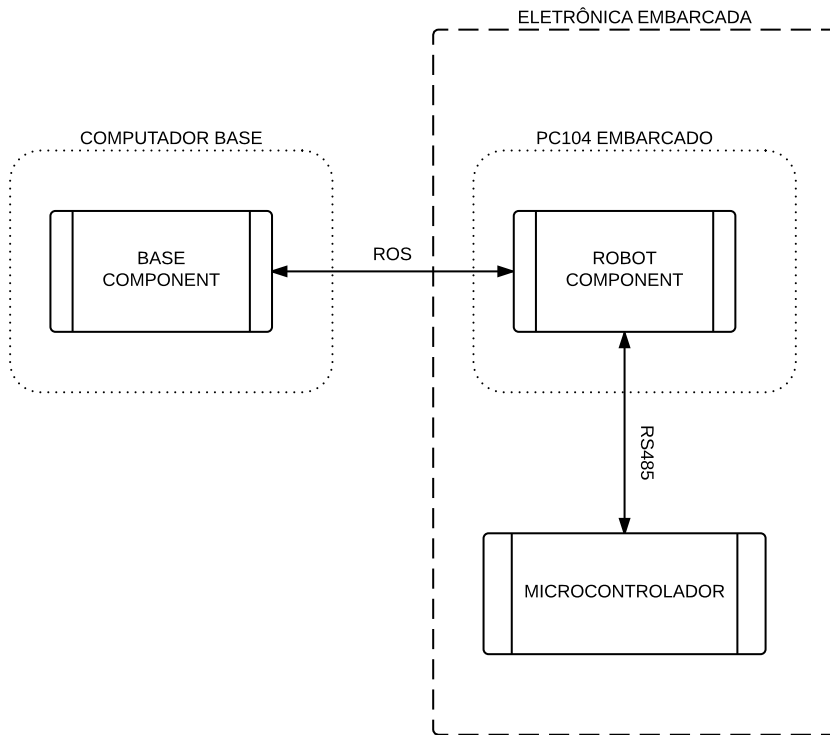 ELETRÔNICA EMBARCADA
COMPUTADOR BASE
PC104 EMBARCADO
BASE
COMPONENT
ROS
ROBOT
COMPONENT
RS485
MICROCONTROLADOR